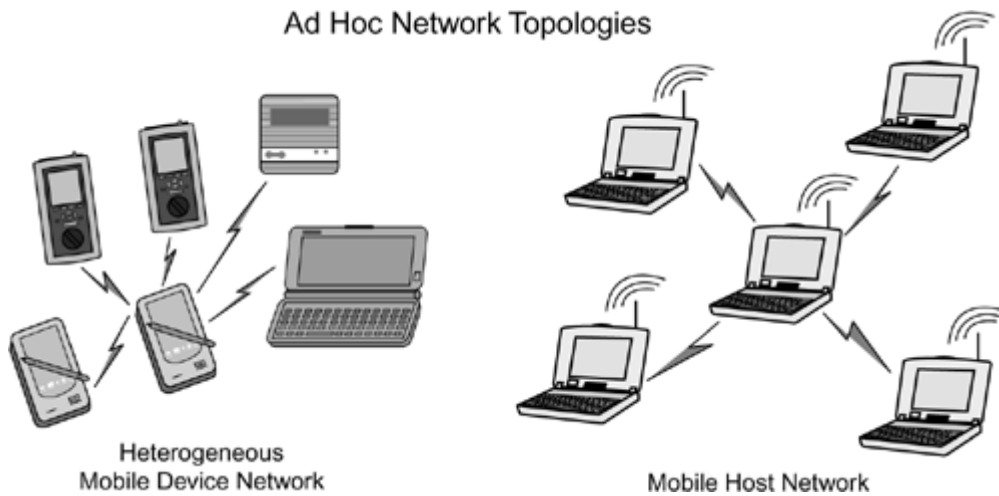 Ad Hoc Network Topologies
Heterogeneous
Mobile Device Network
Mobile Host Network